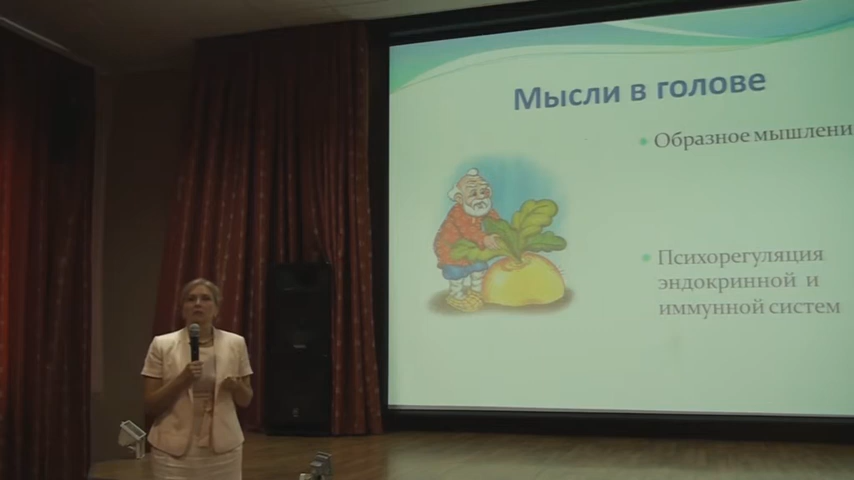 Мысли в голове
Образное мышлени
Психорегуляция
эндокринной и
иммунной систем